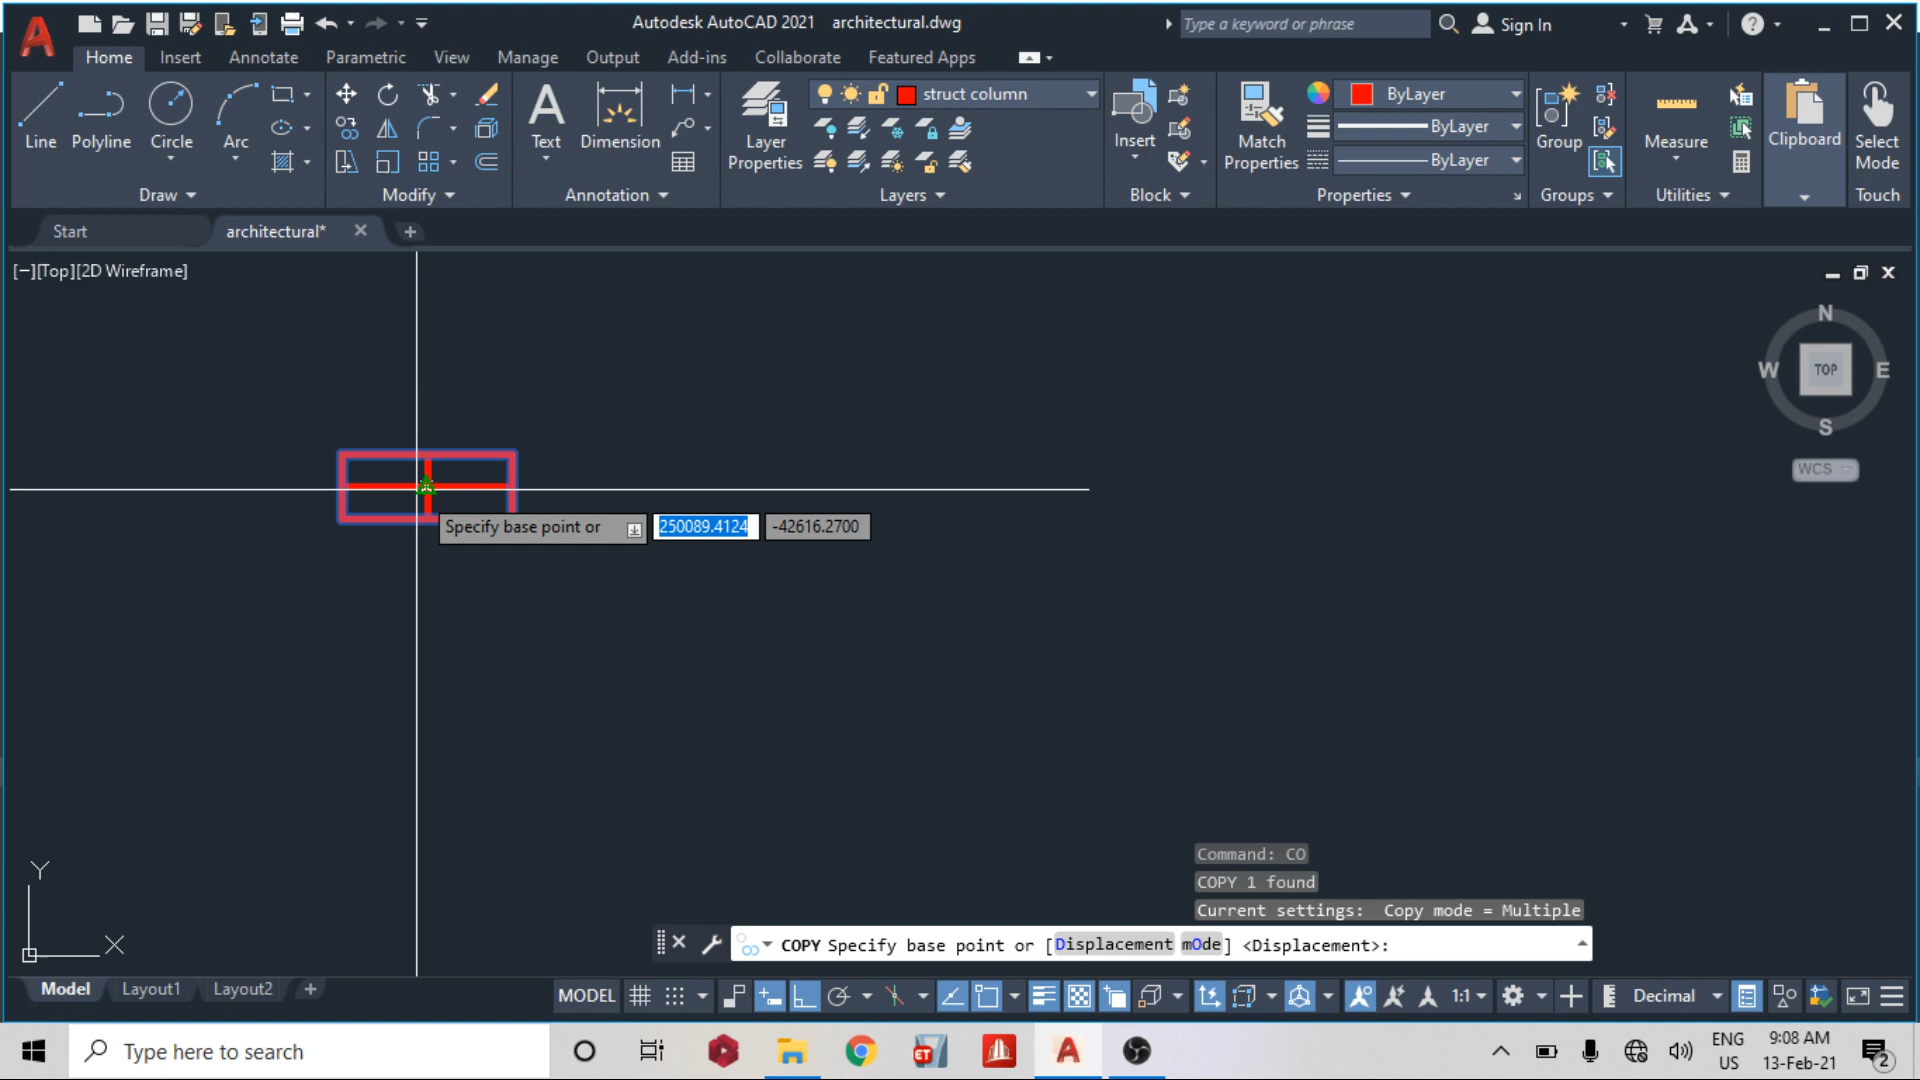 Autodesk AutoCAD 2021 architectural.dwg
Type a keyword or phrase
Sign In
Home Insert Annotate Parametric View Manage Output Add-ins Collaborate Featured Apps
Line Polyline Circle Arc
Text Dimension
Layer Properties
struct column
Insert
Match Properties
ByLayer
ByLayer
ByLayer
Group
Measure
Clipboard
Select Mode
Draw Modify Annotation Layers Block Properties Groups Utilities Touch
Start architectural*
[−][Top][2D Wireframe]
N
W TOP E
S
WCS
Specify base point or 250089.4124 -42616.2700
Y
X
Command: CO
COPY 1 found
Current settings: Copy mode = Multiple
COPY Specify base point or [Displacement mOde] <Displacement>:
Model Layout1 Layout2
MODEL 1:1 Decimal
Type here to search
ET
ENG
US
9:08 AM
13-Feb-21
2